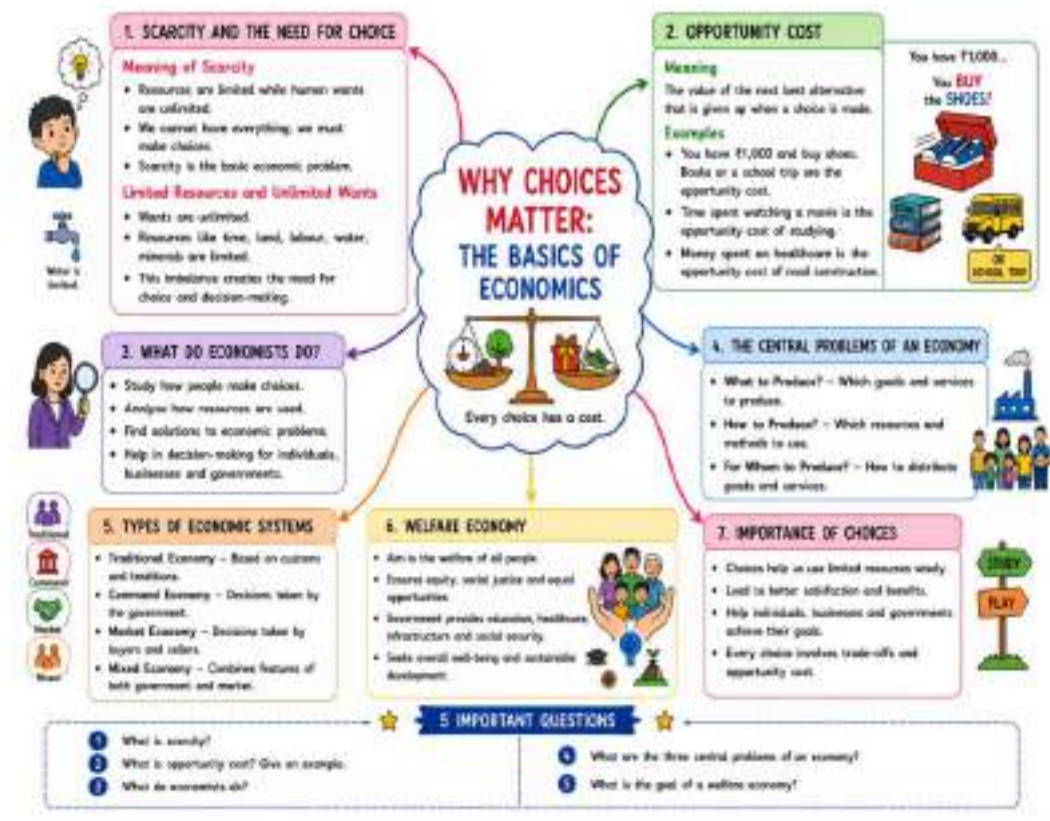 1. SCARCITY AND THE NEED FOR CHOICE
Meaning of Scarcity
• Resources are limited while human wants
are unlimited.
• We cannot have everything, we must
make choices.
• Scarcity is the basic economic problem.
Limited Resources and Unlimited Wants
• Wants are unlimited.
• Resources like time, land, labour, water,
minerals are limited.
• This imbalance creates the need for
choice and decision-making.
Water is
limited.
2. OPPORTUNITY COST
Meaning
The value of the next best alternative
that is given up when a choice is made.
Examples
• You have ₹1,000 and buy shoes.
Books or a school trip are the
opportunity cost.
• Time spent watching a movie is the
opportunity cost of studying.
• Money spent on healthcare is the
opportunity cost of road construction.
You have ₹1,000...
You BUY
the SHOES!
OR
SCHOOL TRIP
WHY CHOICES
MATTER:
THE BASICS OF
ECONOMICS
Every choice has a cost.
3. WHAT DO ECONOMISTS DO?
• Study how people make choices.
• Analyse how resources are used.
• Find solutions to economic problems.
• Help in decision-making for individuals,
businesses and governments.
4. THE CENTRAL PROBLEMS OF AN ECONOMY
• What to Produce? – Which goods and services
to produce.
• How to Produce? – Which resources and
methods to use.
• For Whom to Produce? – How to distribute
goods and services.
5. TYPES OF ECONOMIC SYSTEMS
• Traditional Economy – Based on customs
and traditions.
• Command Economy – Decisions taken by
the government.
• Market Economy – Decisions taken by
buyers and sellers.
• Mixed Economy – Combines features of
both government and market.
Traditional
Command
Market
Mixed
6. WELFARE ECONOMY
• Aim is the welfare of all people.
• Ensures equity, social justice and equal
opportunities.
• Government provides education, healthcare,
infrastructure and social security.
• Seeks overall well-being and sustainable
development.
7. IMPORTANCE OF CHOICES
• Choices help us use limited resources wisely.
• Lead to better satisfaction and benefits.
• Help individuals, businesses and governments
achieve their goals.
• Every choice involves trade-offs and
opportunity cost.
STUDY
PLAY
5 IMPORTANT QUESTIONS
1 What is scarcity?
2 What is opportunity cost? Give an example.
3 What do economists do?
4 What are the three central problems of an economy?
5 What is the goal of a welfare economy?